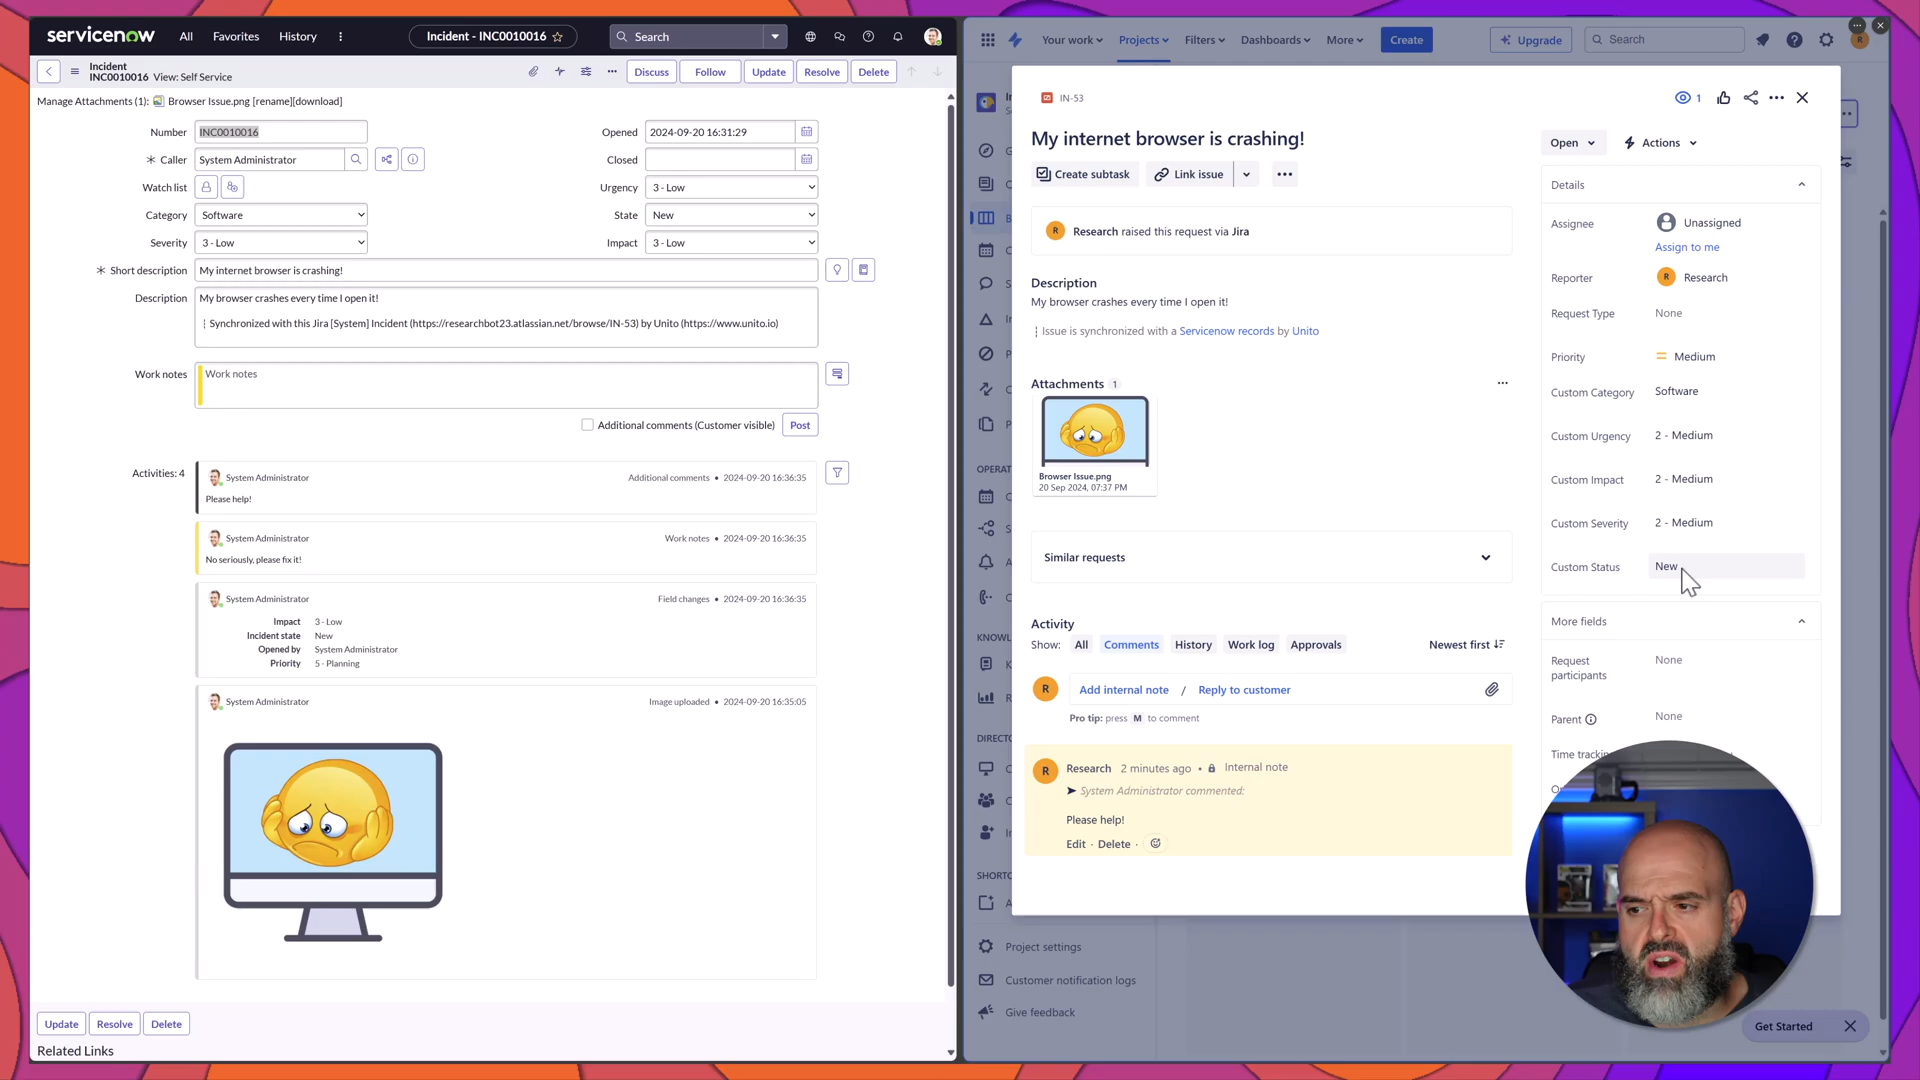 servicenow All Favorites History Incident - INC0010016 Search
Incident
INC0010016 View: Self Service
Discuss Follow Update Resolve Delete
Manage Attachments (1): Browser Issue.png [rename][download]
Number INC0010016
Opened 2024-09-20 16:31:29
Caller System Administrator
Closed
Watch list
Urgency 3 - Low
Category Software
State New
Severity 3 - Low
Impact 3 - Low
Short description My internet browser is crashing!
Description My browser crashes every time I open it!
┆ Synchronized with this Jira [System] Incident (https://researchbot23.atlassian.net/browse/IN-53) by Unito (https://www.unito.io)
Work notes Work notes
Additional comments (Customer visible) Post
Activities: 4
System Administrator Additional comments • 2024-09-20 16:36:35
Please help!
System Administrator Work notes • 2024-09-20 16:36:35
No seriously, please fix it!
System Administrator Field changes • 2024-09-20 16:36:35
Impact 3 - Low
Incident state New
Opened by System Administrator
Priority 5 - Planning
System Administrator Image uploaded • 2024-09-20 16:35:05
Update Resolve Delete
Related Links
Your work Projects Filters Dashboards More Create Upgrade Search R
IN-53
1
My internet browser is crashing!
Create subtask Link issue
R Research raised this request via Jira
Description
My browser crashes every time I open it!
┆ Issue is synchronized with a Servicenow records by Unito
Attachments 1
Browser Issue.png
20 Sep 2024, 07:37 PM
Similar requests
Activity
Show: All Comments History Work log Approvals Newest first
R Add internal note / Reply to customer
Pro tip: press M to comment
R Research 2 minutes ago • Internal note
➤ System Administrator commented:
Please help!
Edit · Delete ·
Open Actions
Details
Assignee Unassigned
Assign to me
Reporter R Research
Request Type None
Priority Medium
Custom Category Software
Custom Urgency 2 - Medium
Custom Impact 2 - Medium
Custom Severity 2 - Medium
Custom Status New
More fields
Request participants None
Parent None
OPERAT
KNOWL
DIRECT
SHORTC
Project settings
Customer notification logs
Give feedback
Get Started